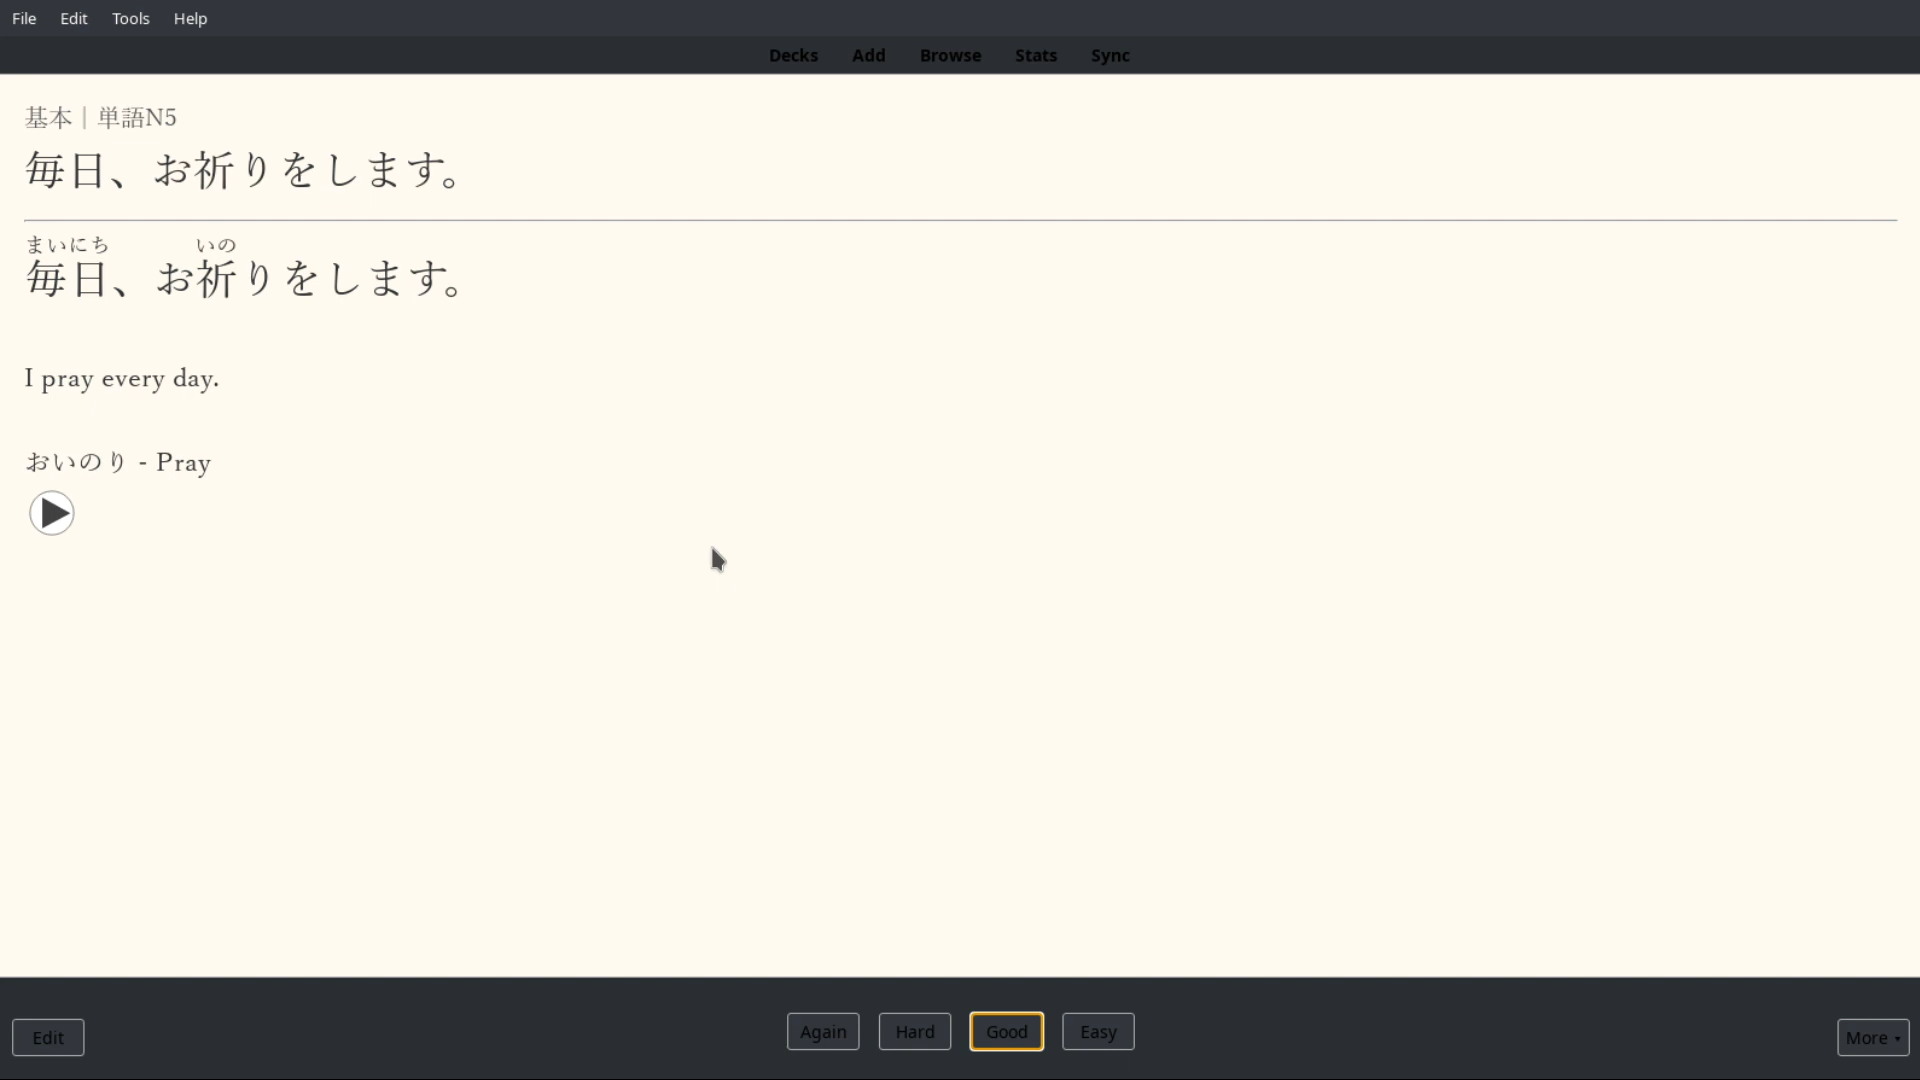 File Edit Tools Help
Decks Add Browse Stats Sync
基本｜単語N5
毎日、お祈りをします。
まいにち いの
毎日、お祈りをします。
I pray every day.
おいのり - Pray
Edit Again Hard Good Easy More ▾